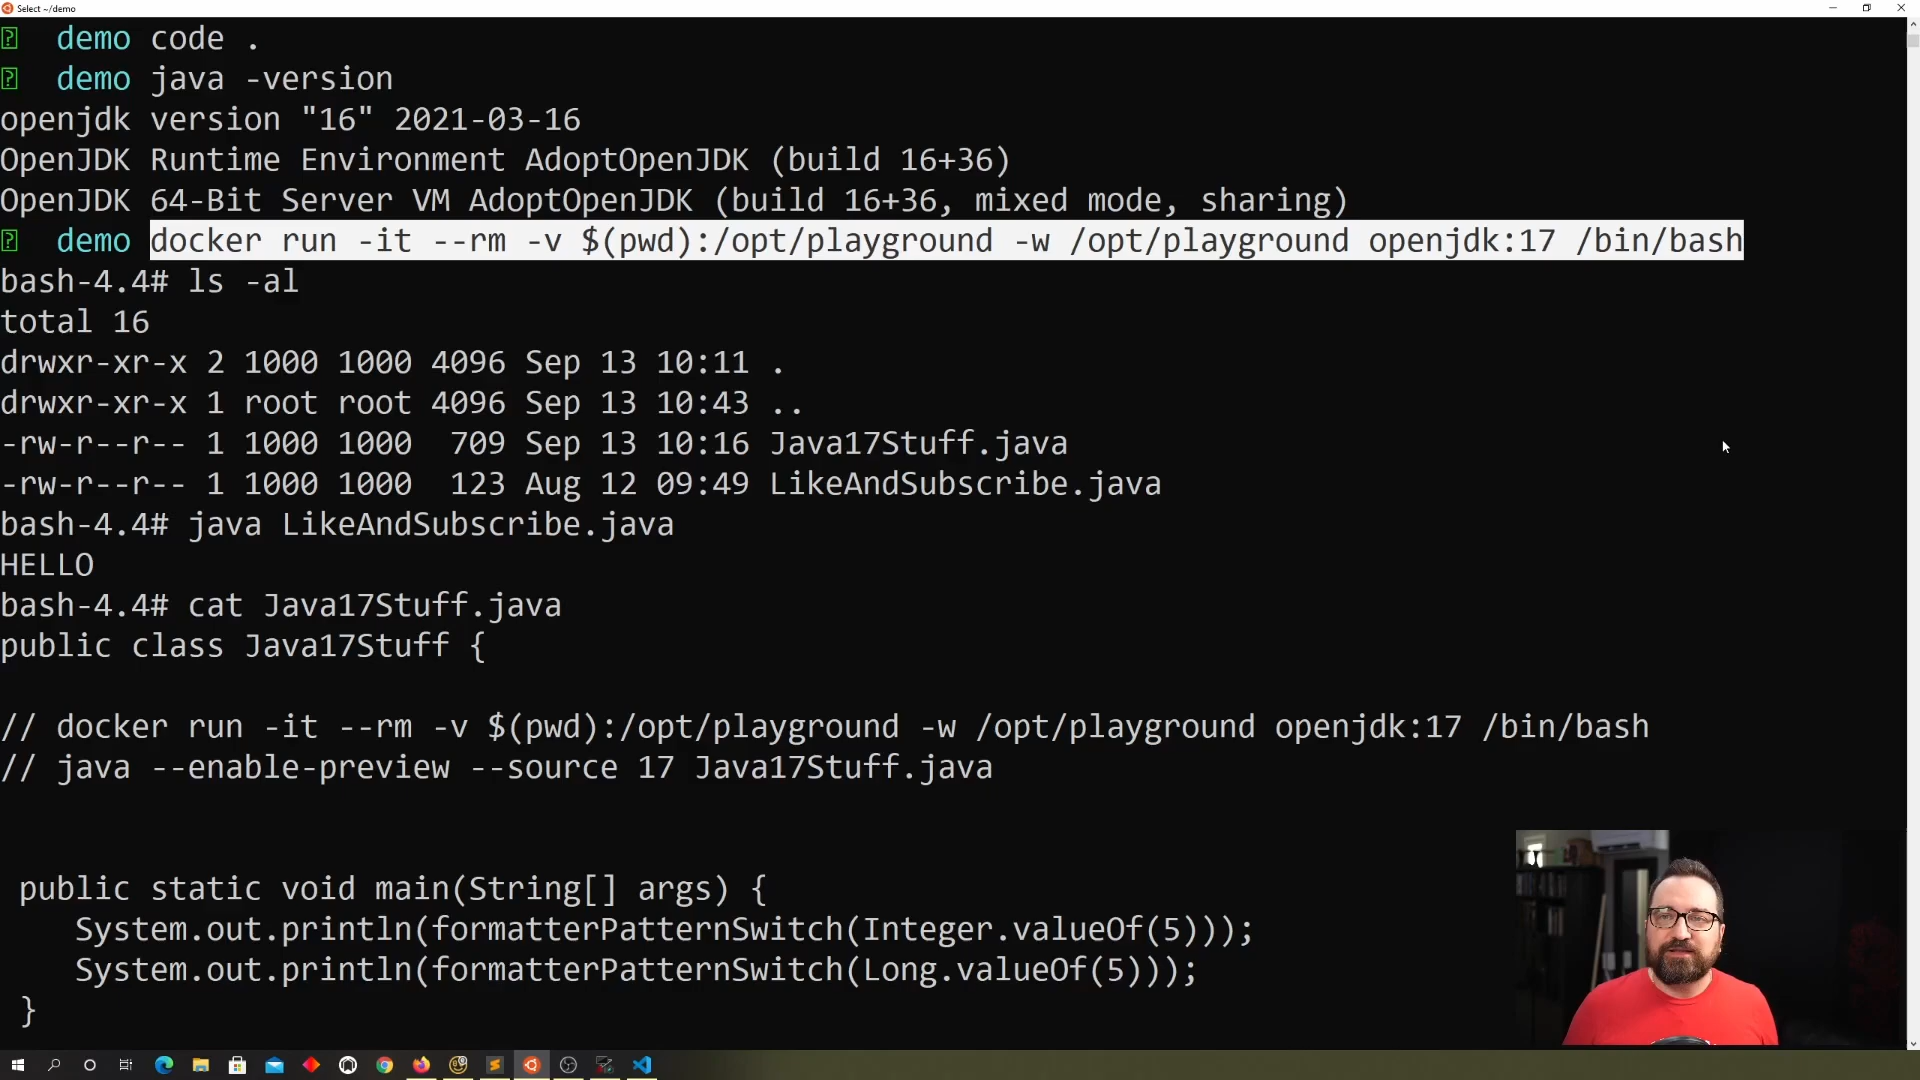 Select ~/demo
demo code .
demo java -version
openjdk version "16" 2021-03-16
OpenJDK Runtime Environment AdoptOpenJDK (build 16+36)
OpenJDK 64-Bit Server VM AdoptOpenJDK (build 16+36, mixed mode, sharing)
demo docker run -it --rm -v $(pwd):/opt/playground -w /opt/playground openjdk:17 /bin/bash
bash-4.4# ls -al
total 16
drwxr-xr-x 2 1000 1000 4096 Sep 13 10:11 .
drwxr-xr-x 1 root root 4096 Sep 13 10:43 ..
-rw-r--r-- 1 1000 1000  709 Sep 13 10:16 Java17Stuff.java
-rw-r--r-- 1 1000 1000  123 Aug 12 09:49 LikeAndSubscribe.java
bash-4.4# java LikeAndSubscribe.java
HELLO
bash-4.4# cat Java17Stuff.java
public class Java17Stuff {
// docker run -it --rm -v $(pwd):/opt/playground -w /opt/playground openjdk:17 /bin/bash
// java --enable-preview --source 17 Java17Stuff.java
public static void main(String[] args) {
System.out.println(formatterPatternSwitch(Integer.valueOf(5)));
System.out.println(formatterPatternSwitch(Long.valueOf(5)));
}